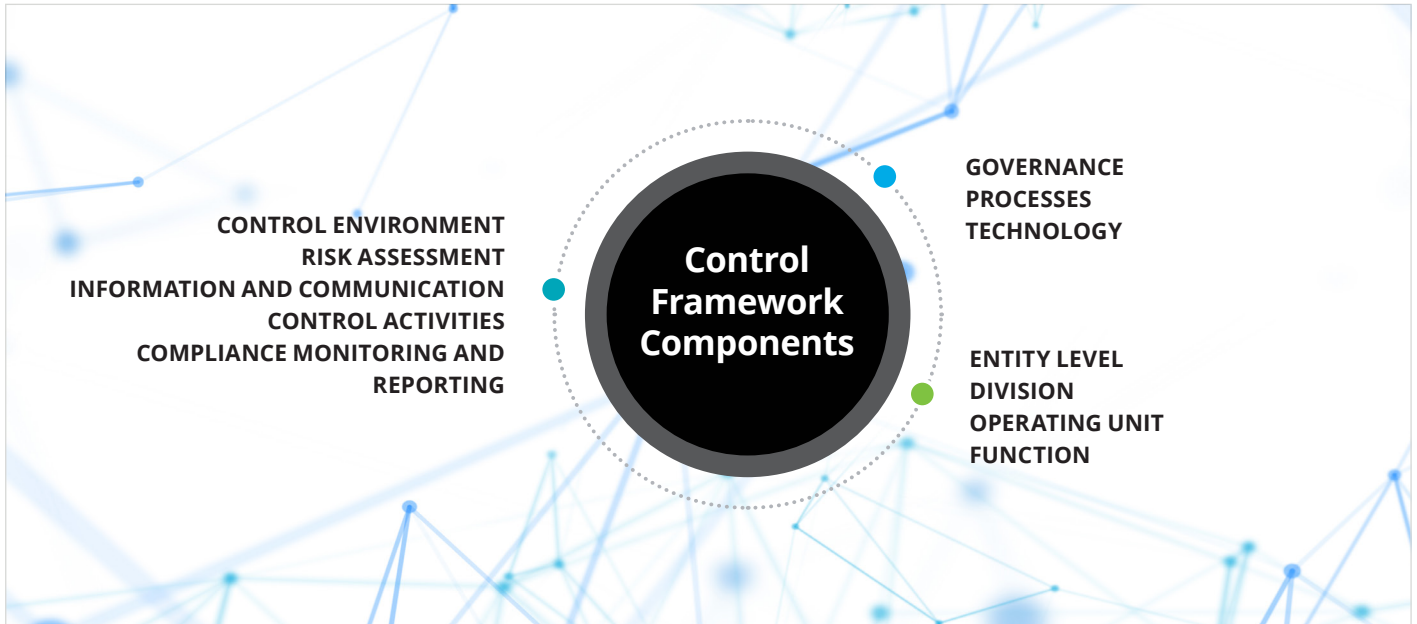 Control
Framework
Components
CONTROL ENVIRONMENT
RISK ASSESSMENT
INFORMATION AND COMMUNICATION
CONTROL ACTIVITIES
COMPLIANCE MONITORING AND
REPORTING
GOVERNANCE
PROCESSES
TECHNOLOGY
ENTITY LEVEL
DIVISION
OPERATING UNIT
FUNCTION